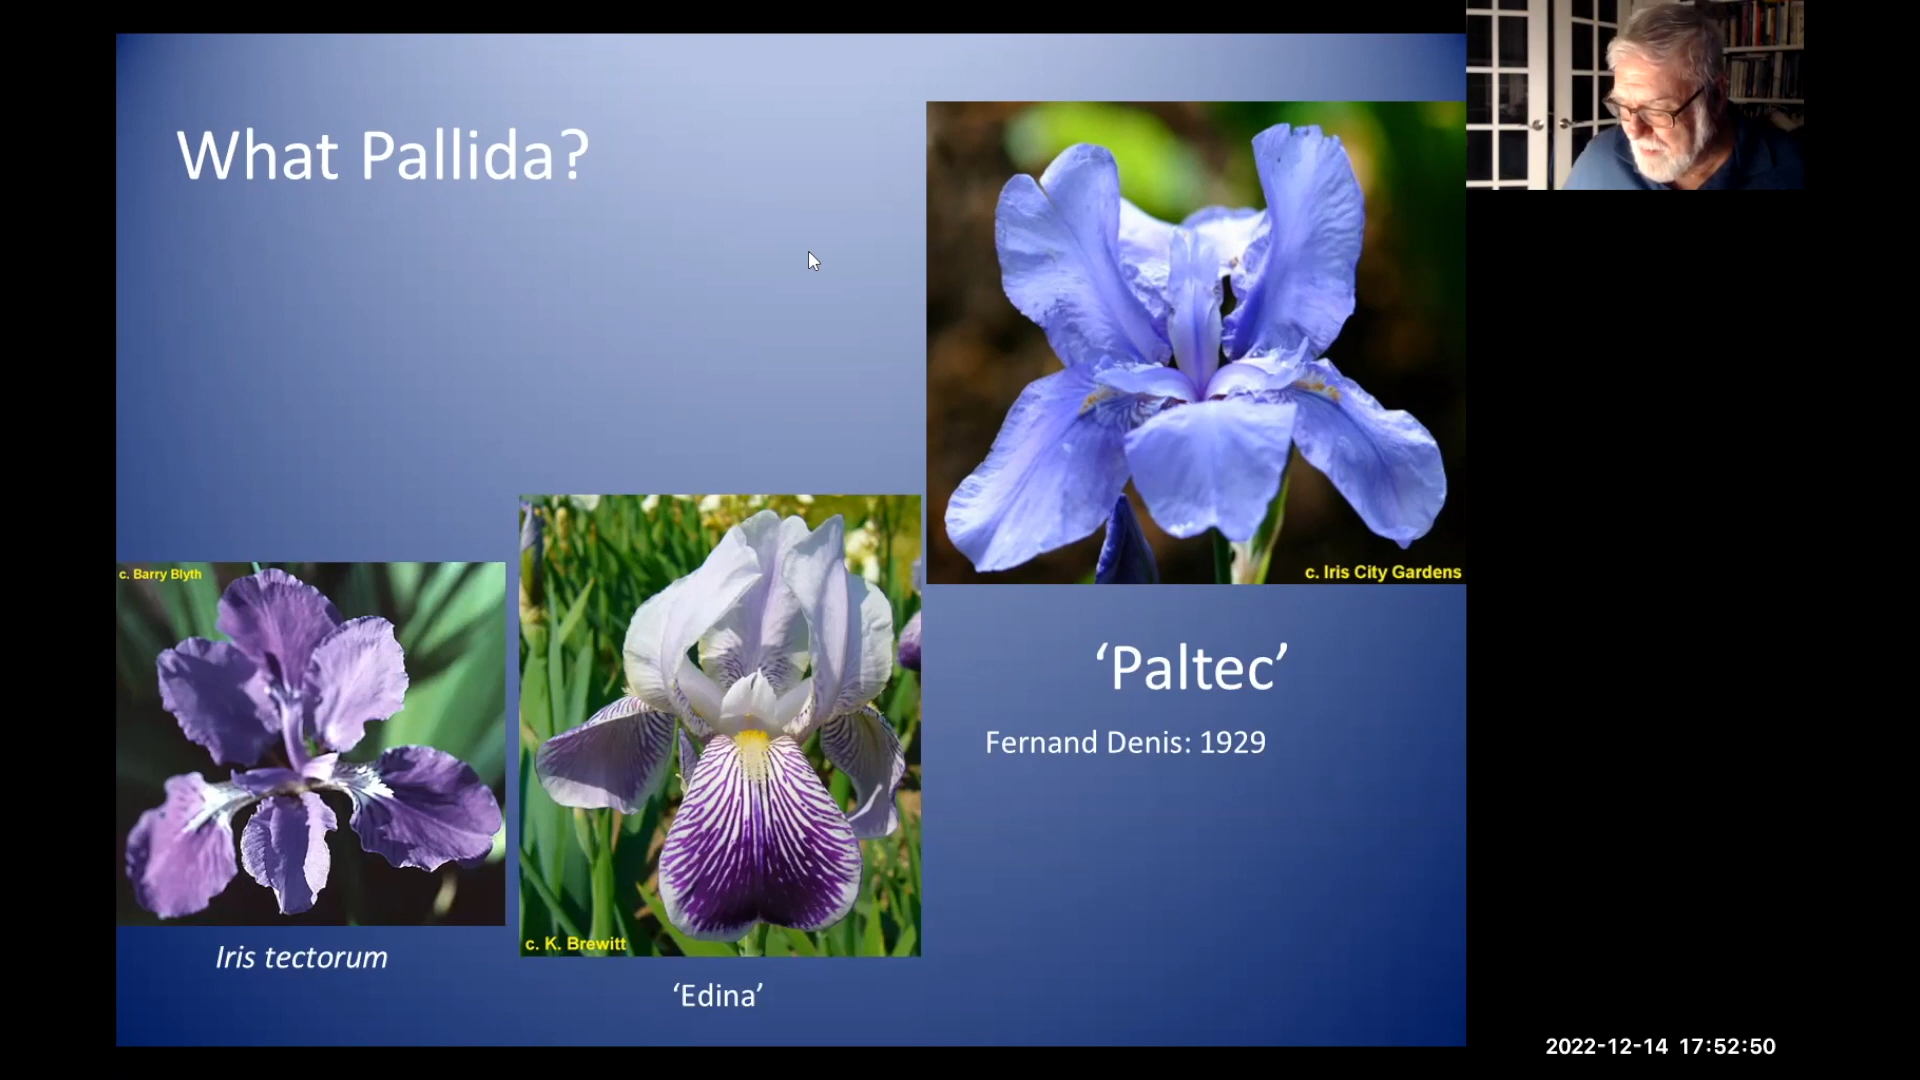 What Pallida?
c. Iris City Gardens
‘Paltec’
Fernand Denis: 1929
c. Barry Blyth
Iris tectorum
c. K. Brewitt
‘Edina’
2022-12-14 17:52:50